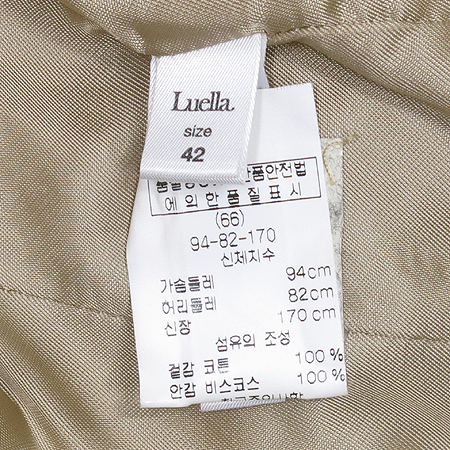 Luella
size
42
에 의한 품질표시
(66)
94-82-170
신체치수
가슴둘레 94cm
허리둘레 82cm
신장 170 cm
섬유의 조성
겉감 코튼 100 %
안감 비스코스 100 %